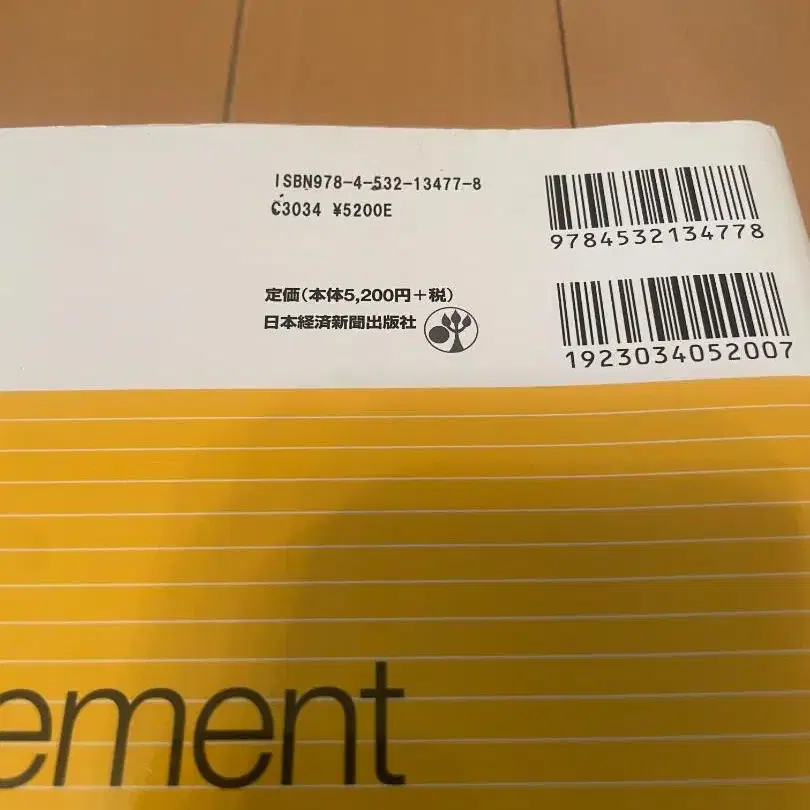 ISBN978-4-532-13477-8
C3034 ¥5200E
定価(本体5,200円+税)
日本経済新聞出版社
9784532134778
1923034052007
ement